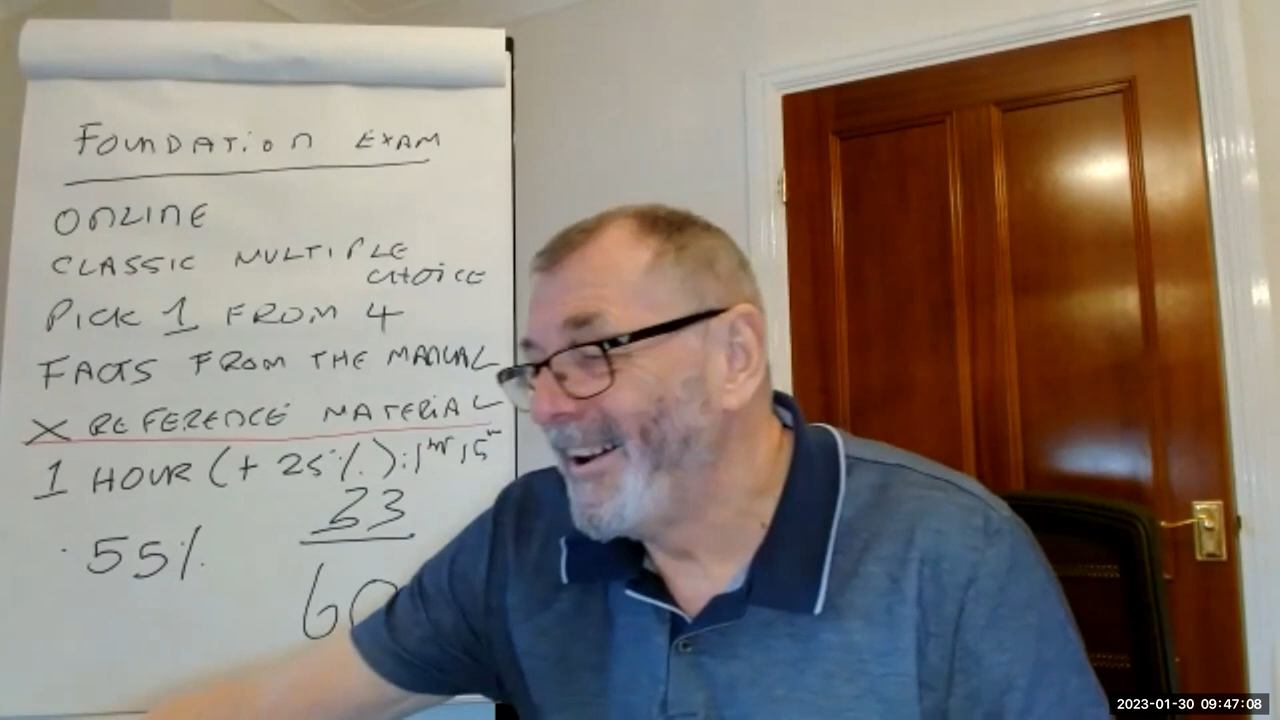 FOUNDATION EXAM
ONLINE
CLASSIC MULTIPLE
CHOICE
PICK 1 FROM 4
FACTS FROM THE MANUAL
X REFERENCE MATERIAL
1 HOUR (+ 25%):1hr 15m
33
55%
60
2023-01-30 09:47:08